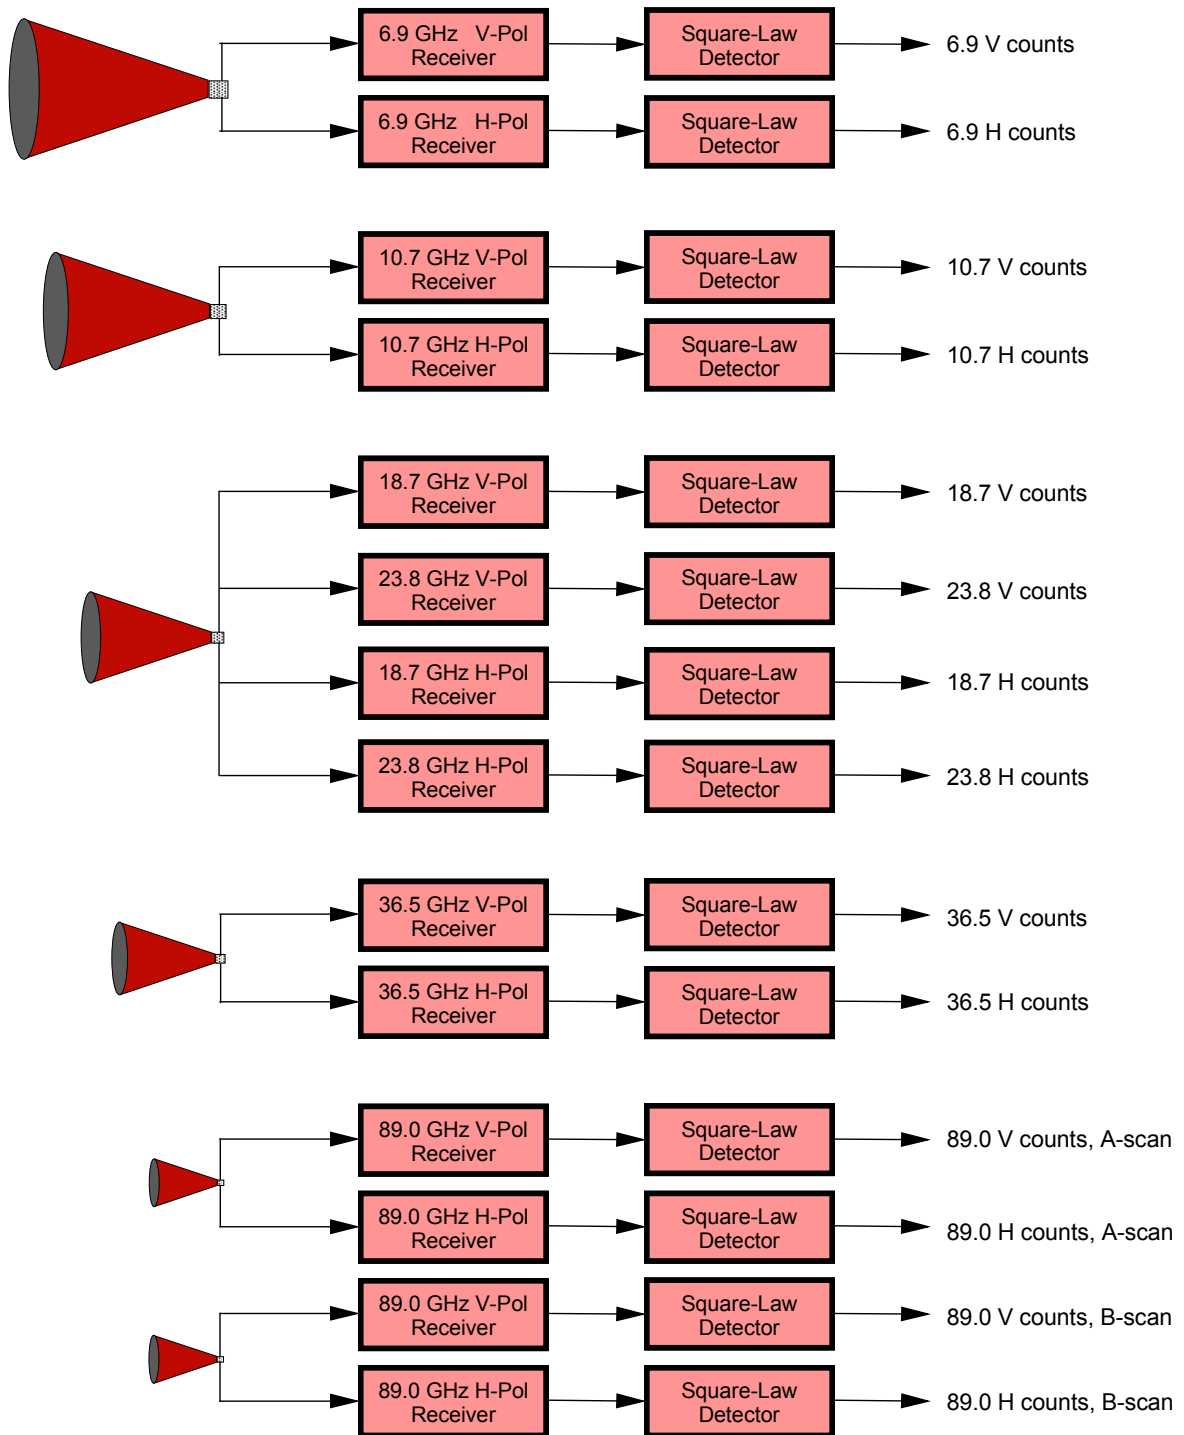 6.9 GHz V-Pol
Receiver
Square-Law
Detector
6.9 V counts
6.9 GHz H-Pol
Receiver
Square-Law
Detector
6.9 H counts
10.7 GHz V-Pol
Receiver
Square-Law
Detector
10.7 V counts
10.7 GHz H-Pol
Receiver
Square-Law
Detector
10.7 H counts
18.7 GHz V-Pol
Receiver
Square-Law
Detector
18.7 V counts
23.8 GHz V-Pol
Receiver
Square-Law
Detector
23.8 V counts
18.7 GHz H-Pol
Receiver
Square-Law
Detector
18.7 H counts
23.8 GHz H-Pol
Receiver
Square-Law
Detector
23.8 H counts
36.5 GHz V-Pol
Receiver
Square-Law
Detector
36.5 V counts
36.5 GHz H-Pol
Receiver
Square-Law
Detector
36.5 H counts
89.0 GHz V-Pol
Receiver
Square-Law
Detector
89.0 V counts, A-scan
89.0 GHz H-Pol
Receiver
Square-Law
Detector
89.0 H counts, A-scan
89.0 GHz V-Pol
Receiver
Square-Law
Detector
89.0 V counts, B-scan
89.0 GHz H-Pol
Receiver
Square-Law
Detector
89.0 H counts, B-scan